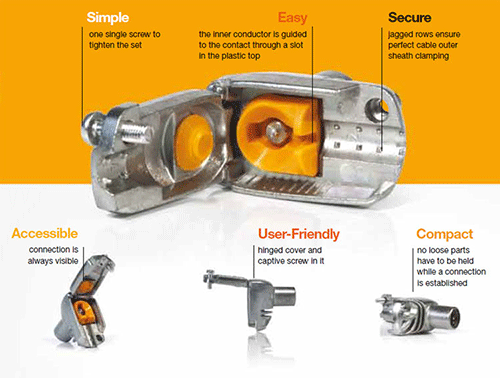 Simple
one single screw to
tighten the set
Easy
the inner conductor is guided
to the contact through a slot
in the plastic top
Secure
jagged rows ensure
perfect cable outer
sheath clamping
Accessible
connection is
always visible
User-Friendly
hinged cover and
captive screw in it
Compact
no loose parts
have to be held
while a connection
is established